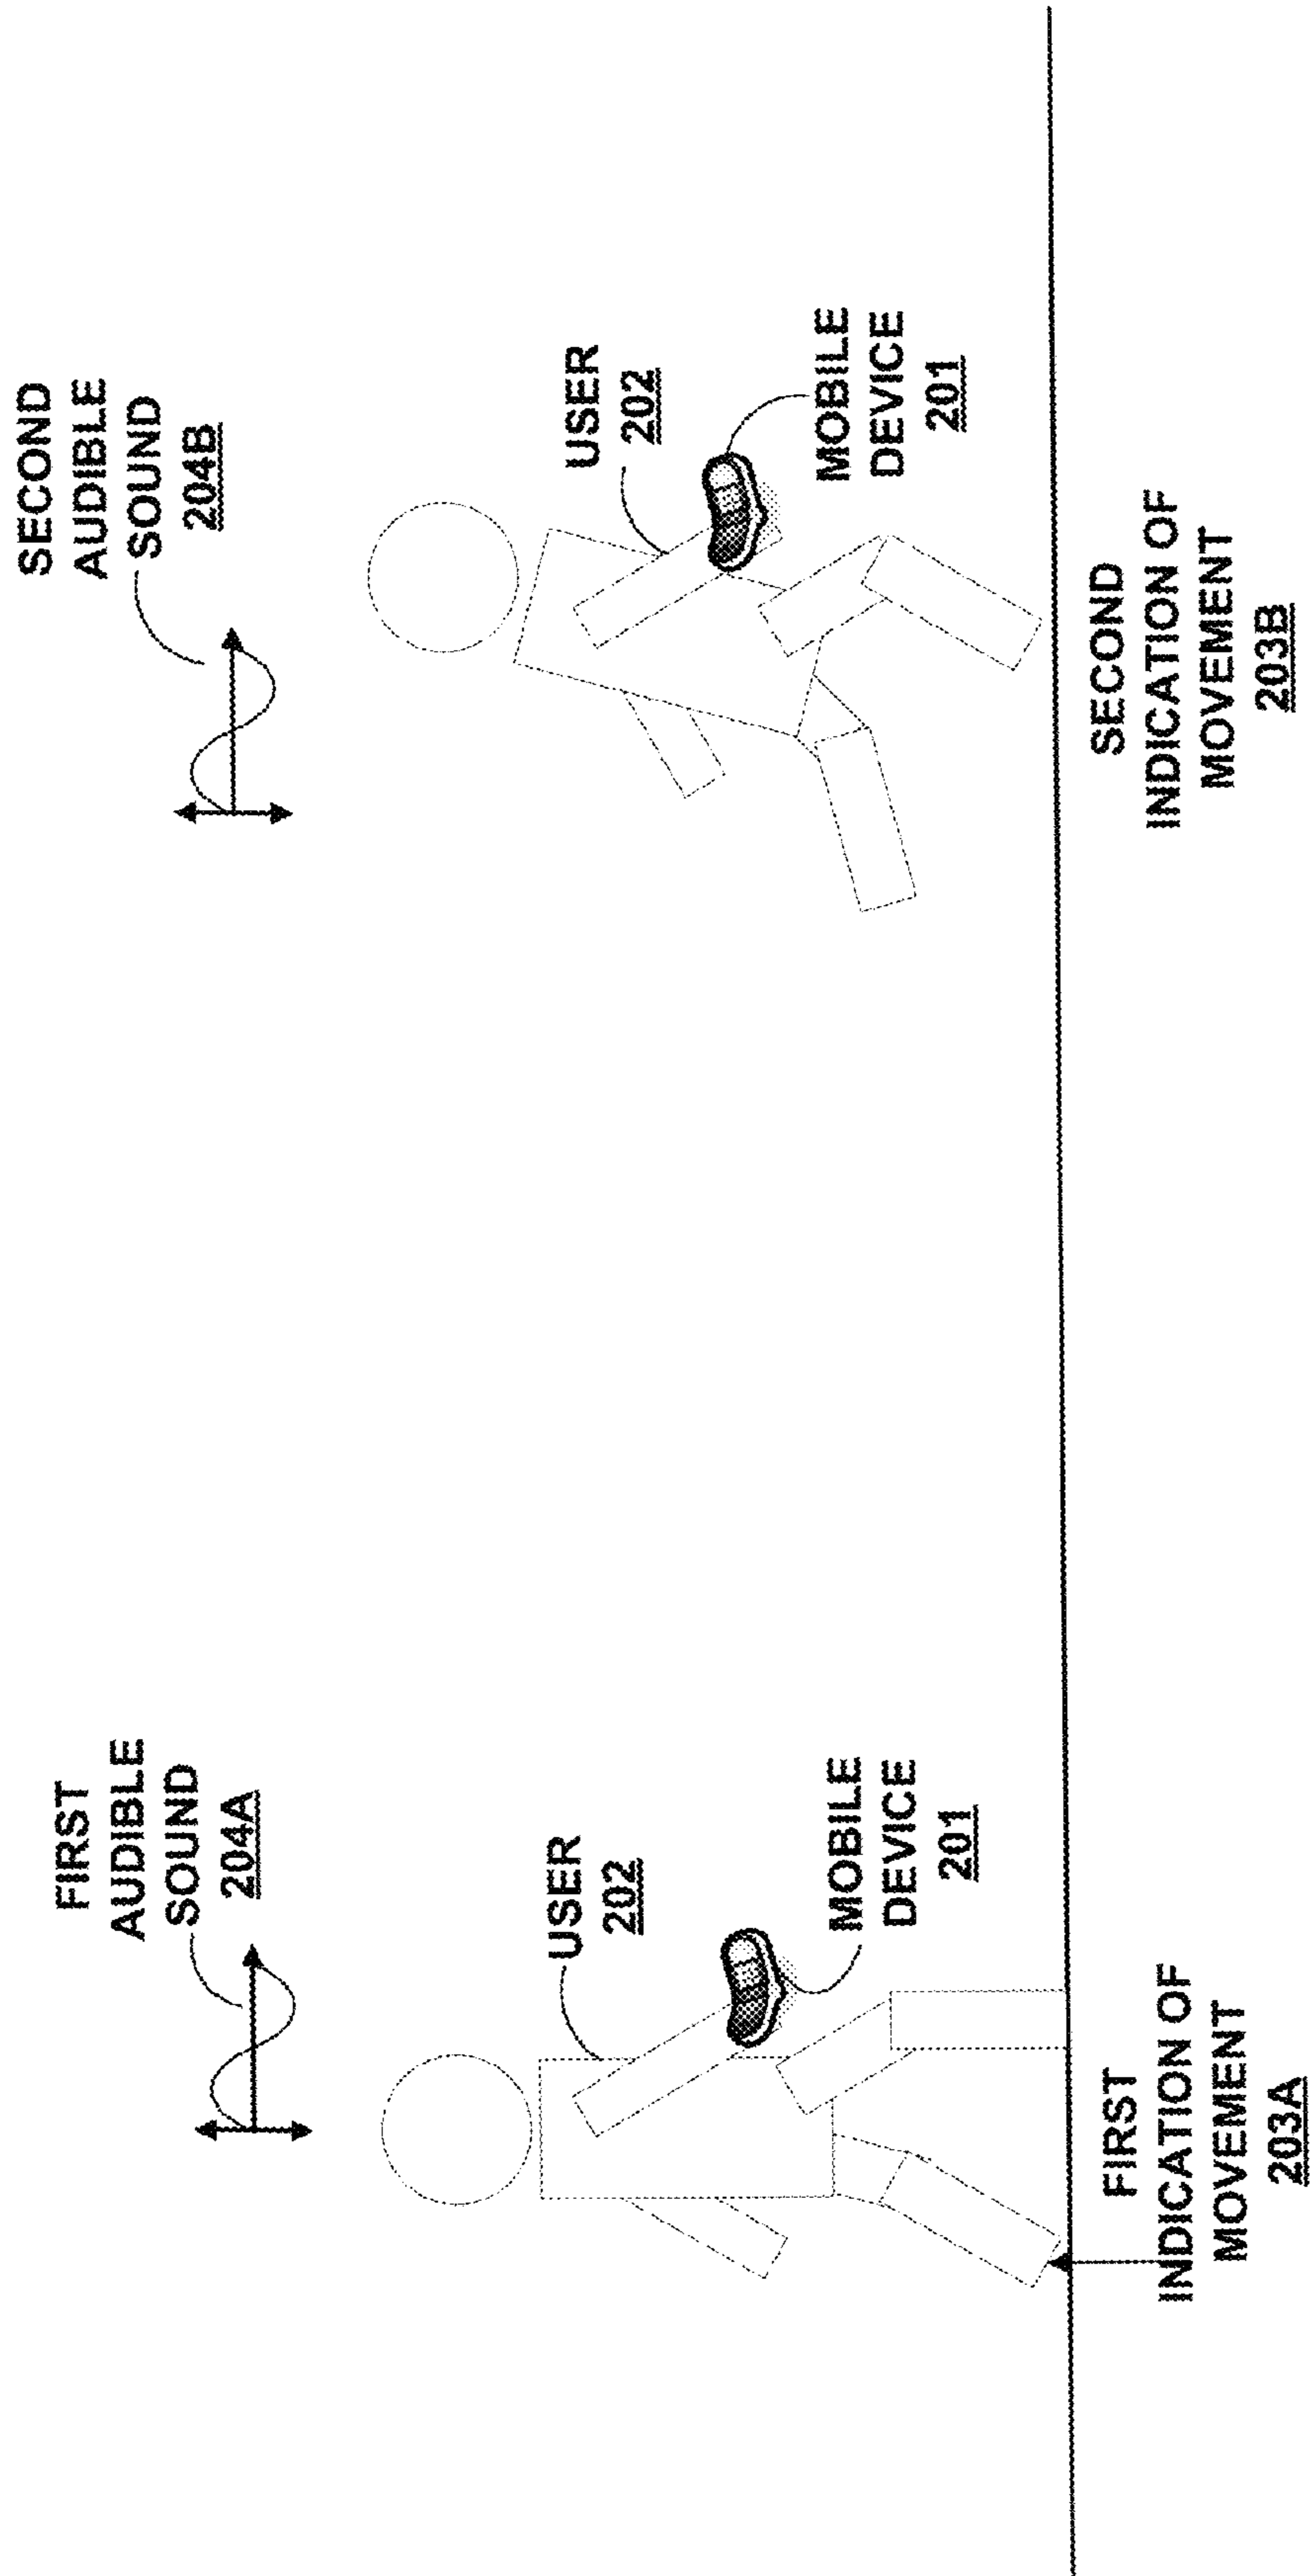 FIRST
AUDIBLE
SOUND
204A
USER
202
MOBILE
DEVICE
201
FIRST
INDICATION OF
MOVEMENT
203A
SECOND
AUDIBLE
SOUND
204B
USER
202
MOBILE
DEVICE
201
SECOND
INDICATION OF
MOVEMENT
203B